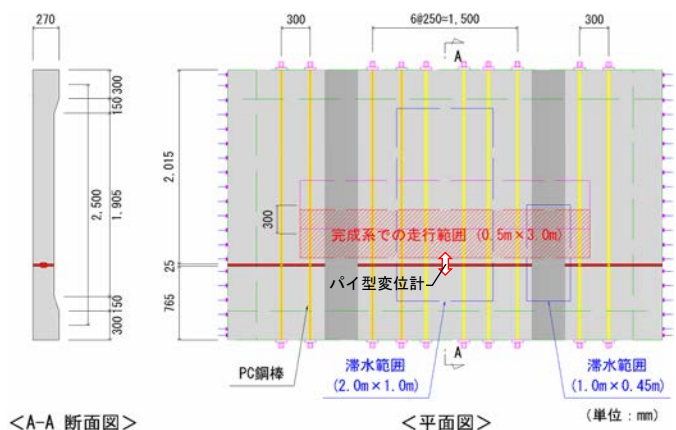 270
300
6@250=1,500
300
A
300
150
2,500
1,905
2,015
300
25
765
300 150
完成系での走行範囲 (0.5m×3.0m)
パイ型変位計
A
PC鋼棒
滞水範囲
(2.0m×1.0m)
滞水範囲
(1.0m×0.45m)
<A-A 断面図>
<平面図>
(単位：mm)